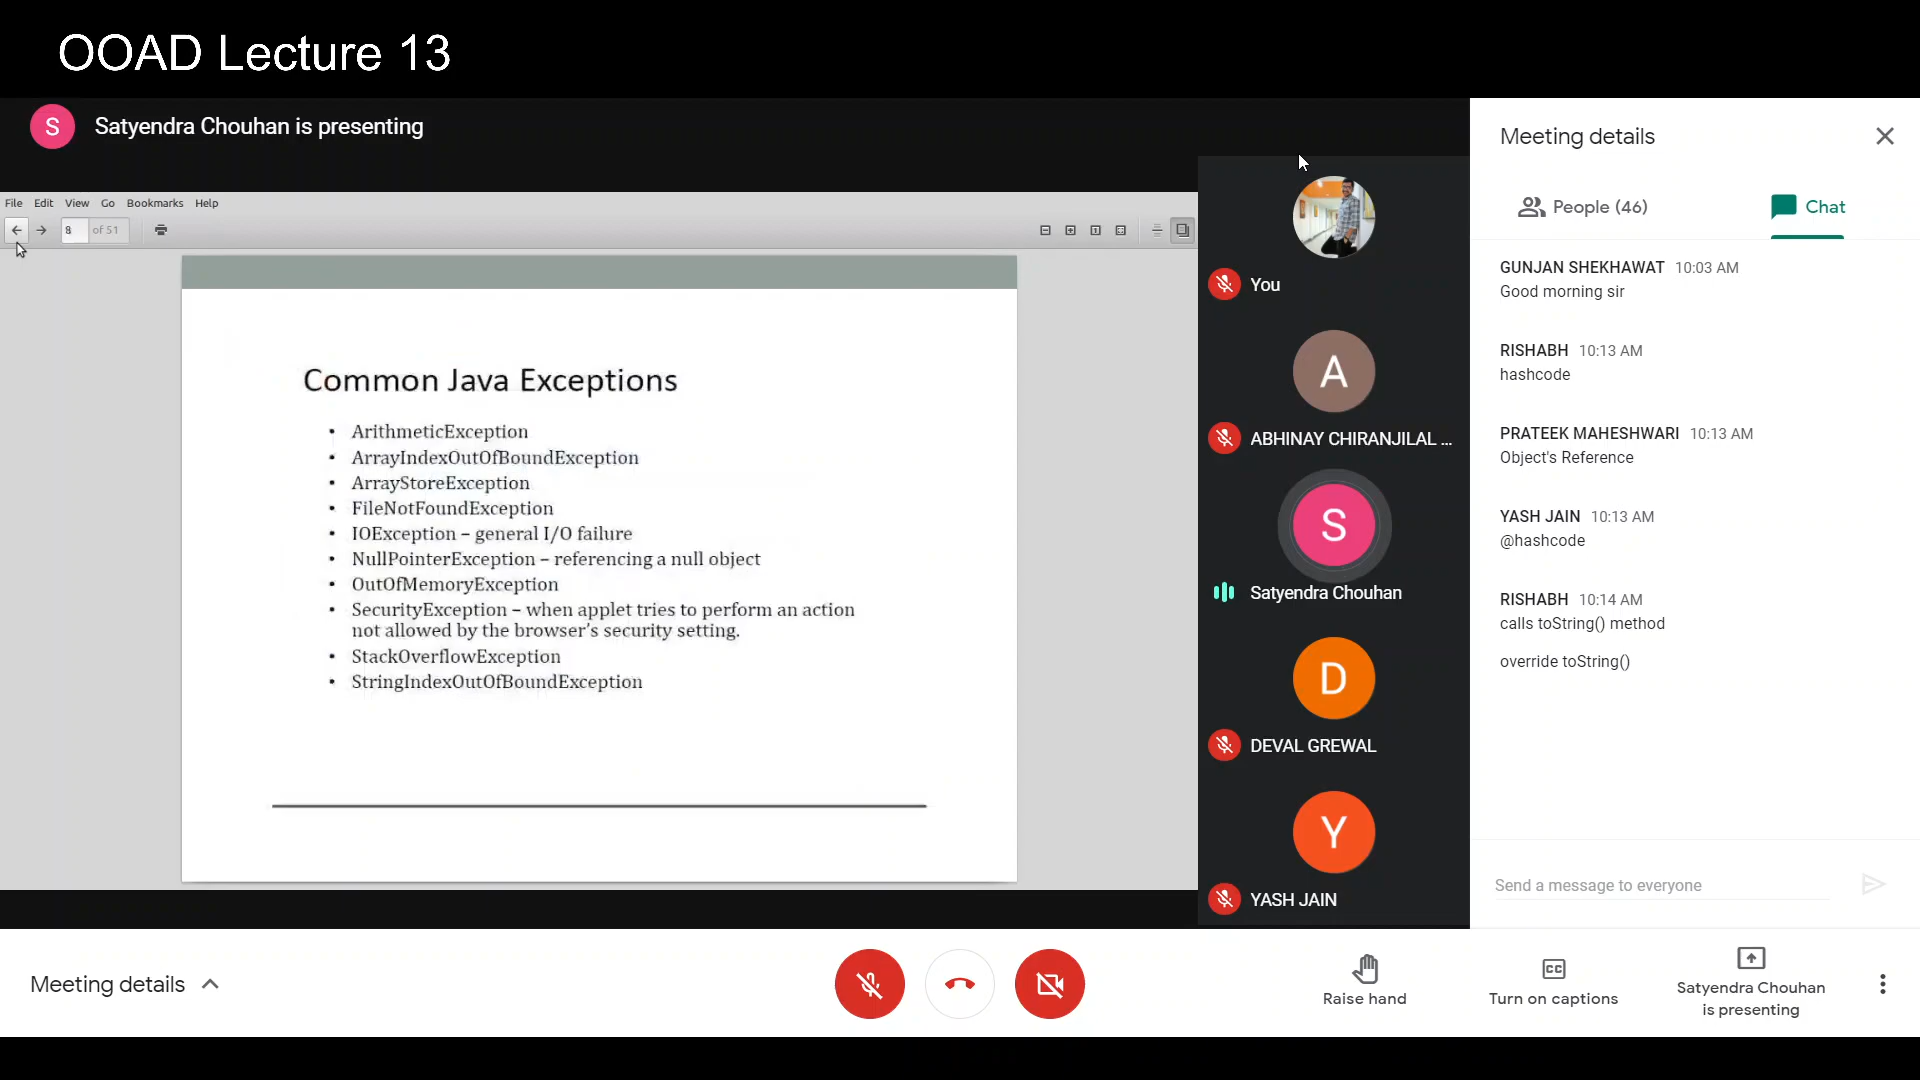 OOAD Lecture 13
S
Satyendra Chouhan is presenting
File Edit View Go Bookmarks Help
8 of 51
Common Java Exceptions
• ArithmeticException
• ArrayIndexOutOfBoundException
• ArrayStoreException
• FileNotFoundException
• IOException – general I/O failure
• NullPointerException – referencing a null object
• OutOfMemoryException
• SecurityException – when applet tries to perform an action
not allowed by the browser's security setting.
• StackOverflowException
• StringIndexOutOfBoundException
You
A
ABHINAY CHIRANJILAL ...
S
Satyendra Chouhan
D
DEVAL GREWAL
Y
YASH JAIN
Meeting details
People (46)
Chat
GUNJAN SHEKHAWAT 10:03 AM
Good morning sir
RISHABH 10:13 AM
hashcode
PRATEEK MAHESHWARI 10:13 AM
Object's Reference
YASH JAIN 10:13 AM
@hashcode
RISHABH 10:14 AM
calls toString() method
override toString()
Send a message to everyone
Meeting details
Raise hand
CC
Turn on captions
Satyendra Chouhan
is presenting